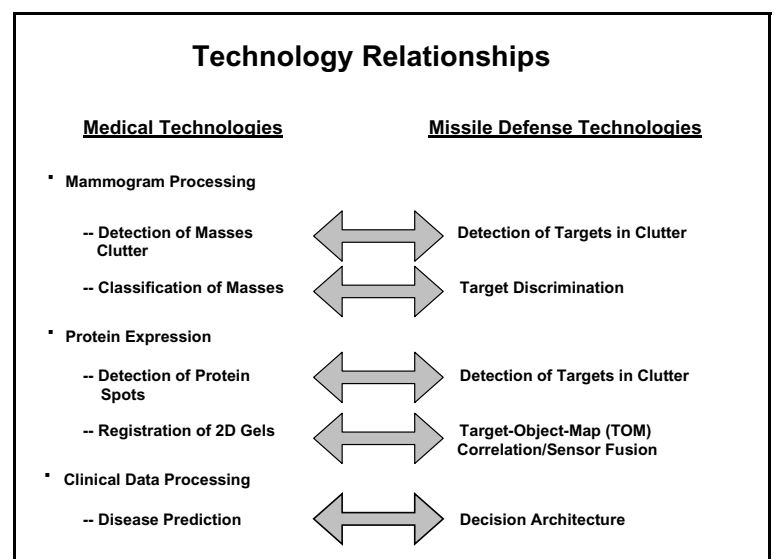 Technology Relationships
Medical Technologies Missile Defense Technologies
· Mammogram Processing
-- Detection of Masses Detection of Targets in Clutter
Clutter
-- Classification of Masses Target Discrimination
· Protein Expression
-- Detection of Protein Detection of Targets in Clutter
Spots
-- Registration of 2D Gels Target-Object-Map (TOM)
Correlation/Sensor Fusion
· Clinical Data Processing
-- Disease Prediction Decision Architecture